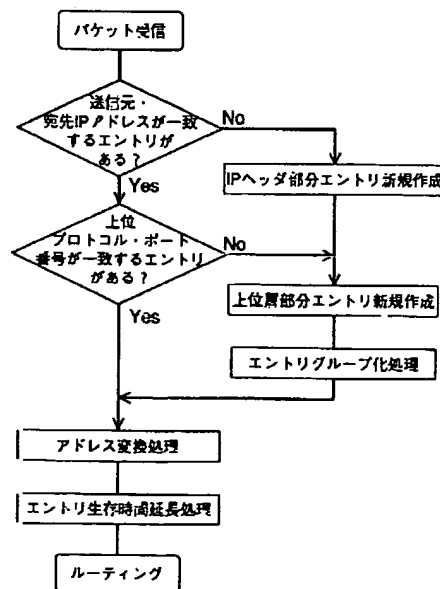 パケット受信
送信元・
宛先IPアドレスが一致
するエントリが
ある?
No
Yes
IPヘッダ部分エントリ新規作成
上位
プロトコル・ポート
番号が一致するエントリ
がある?
No
Yes
上位層部分エントリ新規作成
エントリグループ化処理
アドレス変換処理
エントリ生存時間延長処理
ルーティング